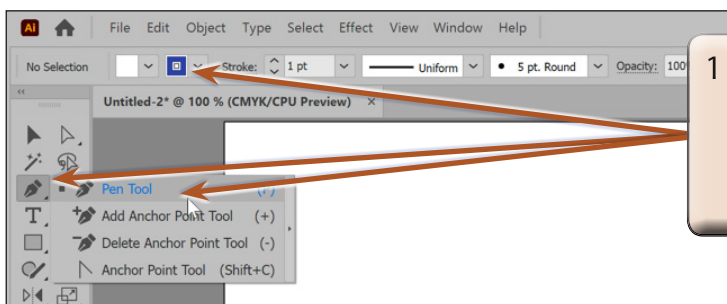 Ai File Edit Object Type Select Effect View Window Help
No Selection Stroke: 1 pt Uniform 5 pt. Round Opacity: 100
Untitled-2* @ 100 % (CMYK/CPU Preview) ×
1
Pen Tool
Add Anchor Point Tool (+)
Delete Anchor Point Tool (-)
Anchor Point Tool (Shift+C)